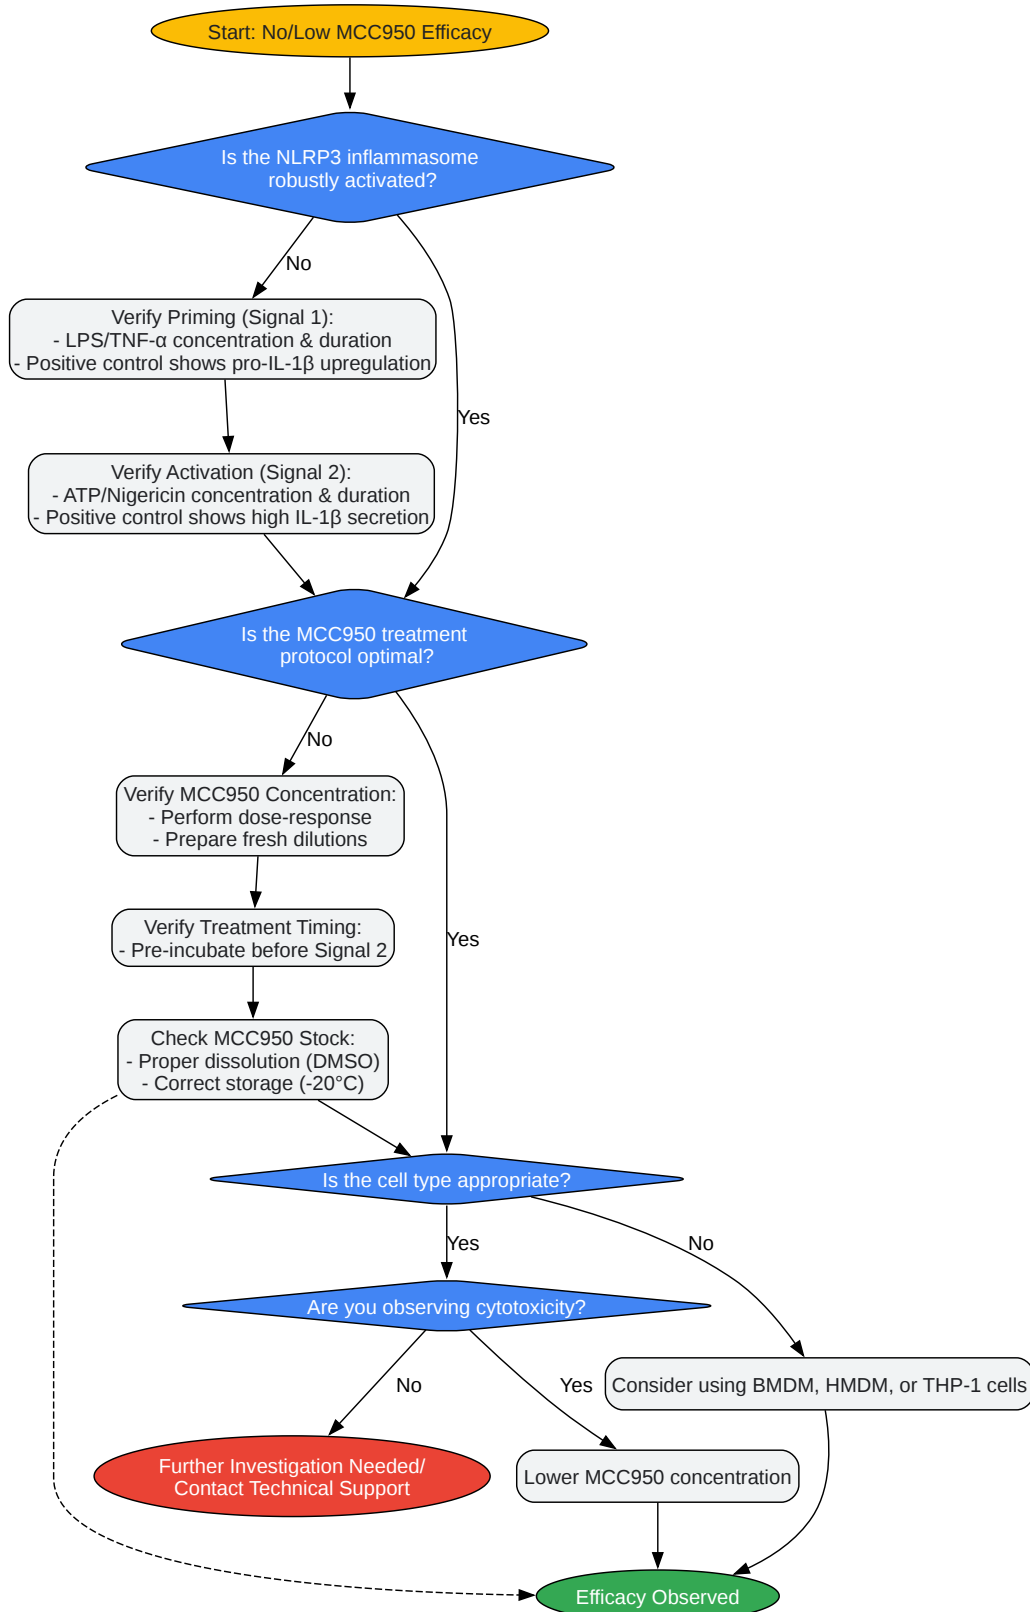 Start: No/Low MCC950 Efficacy
Is the NLRP3 inflammasome
robustly activated?
No
Verify Priming (Signal 1):
- LPS/TNF-α concentration & duration
- Positive control shows pro-IL-1β upregulation
Yes
Verify Activation (Signal 2):
- ATP/Nigericin concentration & duration
- Positive control shows high IL-1β secretion
Is the MCC950 treatment
protocol optimal?
No
Verify MCC950 Concentration:
- Perform dose-response
- Prepare fresh dilutions
Verify Treatment Timing:
- Pre-incubate before Signal 2
Yes
Check MCC950 Stock:
- Proper dissolution (DMSO)
- Correct storage (-20°C)
Is the cell type appropriate?
Yes
No
Are you observing cytotoxicity?
No
Yes
Consider using BMDM, HMDM, or THP-1 cells
Further Investigation Needed/
Contact Technical Support
Lower MCC950 concentration
Efficacy Observed